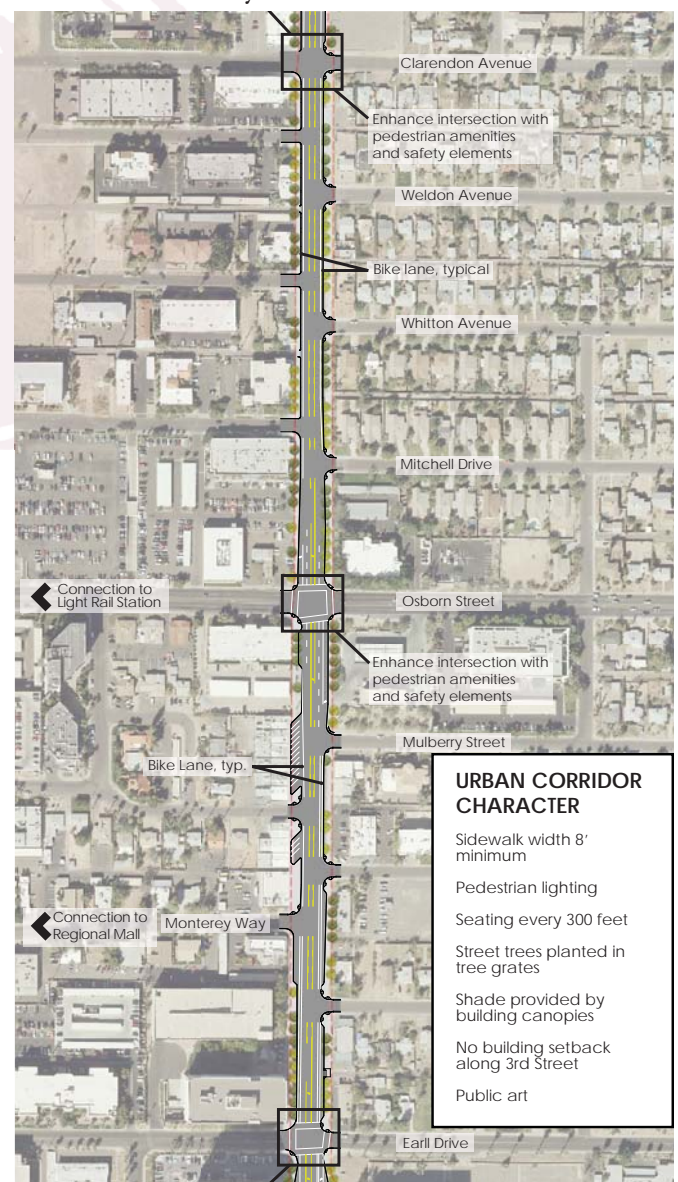 Clarendon Avenue
Enhance intersection with
pedestrian amenities
and safety elements
Weldon Avenue
Bike lane, typical
Whitton Avenue
Mitchell Drive
Connection to
Light Rail Station
Osborn Street
Enhance intersection with
pedestrian amenities
and safety elements
Mulberry Street
Bike Lane, typ.
URBAN CORRIDOR
CHARACTER
Sidewalk width 8'
minimum
Pedestrian lighting
Seating every 300 feet
Street trees planted in
tree grates
Shade provided by
building canopies
No building setback
along 3rd Street
Public art
Connection to
Regional Mall
Monterey Way
Earll Drive